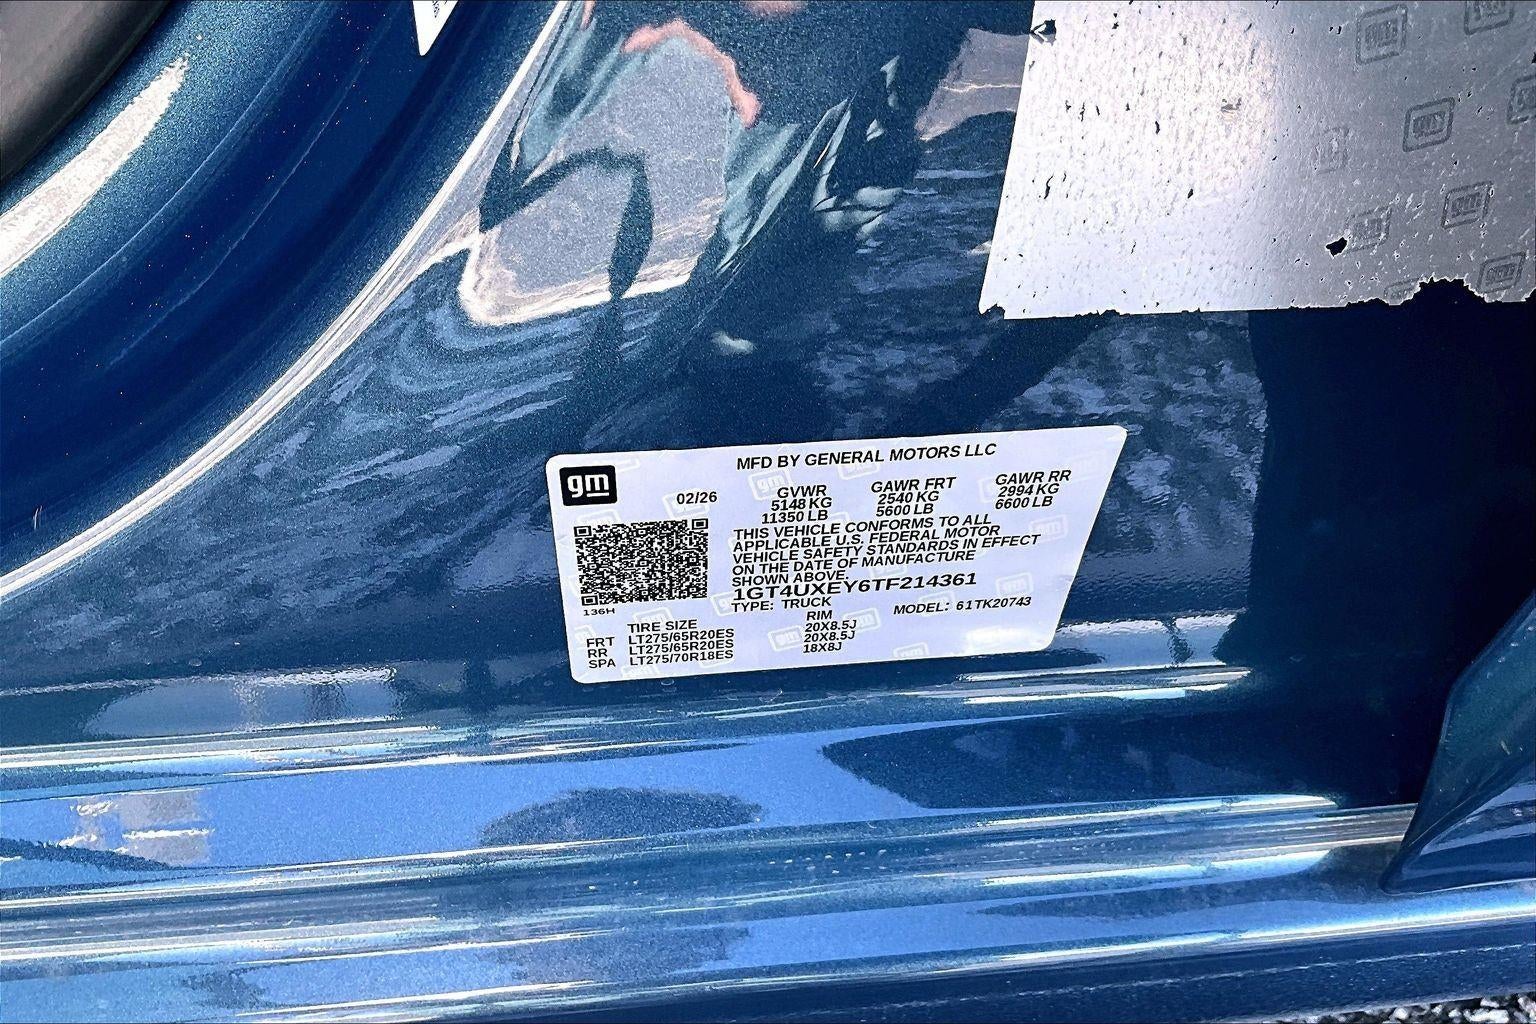 gm
MFD BY GENERAL MOTORS LLC
02/26
GVWR GAWR FRT GAWR RR
5148 KG 2540 KG 2994 KG
11350 LB 5600 LB 6600 LB
THIS VEHICLE CONFORMS TO ALL
APPLICABLE U.S. FEDERAL MOTOR
VEHICLE SAFETY STANDARDS IN EFFECT
ON THE DATE OF MANUFACTURE
SHOWN ABOVE.
1GT4UXEY6TF214361
136H
TYPE: TRUCK MODEL: 61TK20743
TIRE SIZE RIM
FRT LT275/65R20ES 20X8.5J
RR LT275/65R20ES 20X8.5J
SPA LT275/70R18ES 18X8J